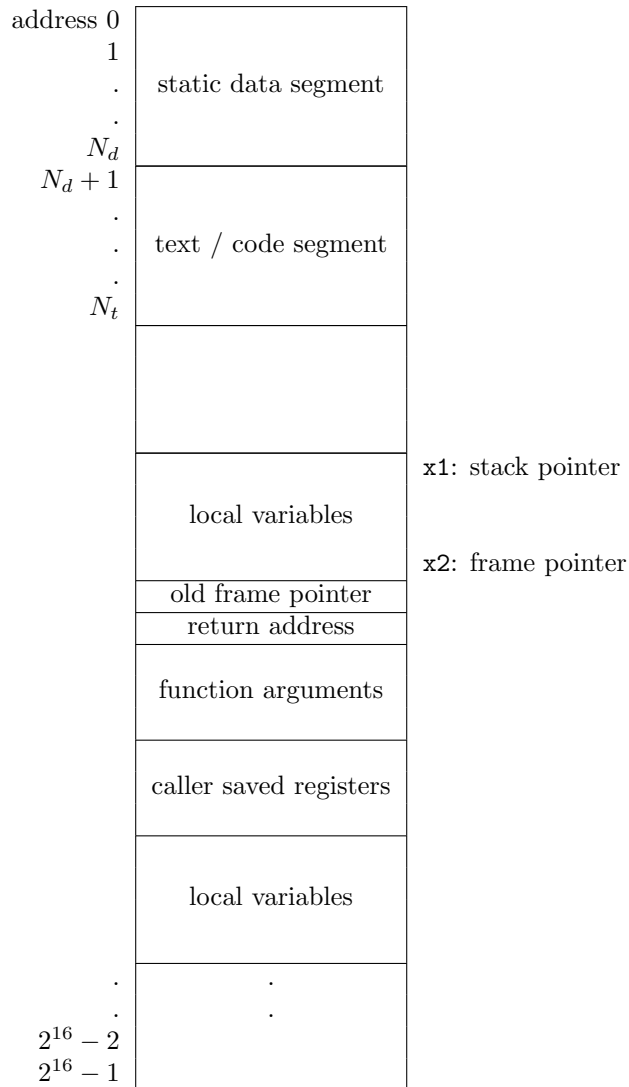 address 0
1
.
. static data segment
.
N_d
N_d + 1
.
. text / code segment
.
N_t
x1: stack pointer
local variables
x2: frame pointer
old frame pointer
return address
function arguments
caller saved registers
local variables
. .
. .
2^16 − 2
2^16 − 1